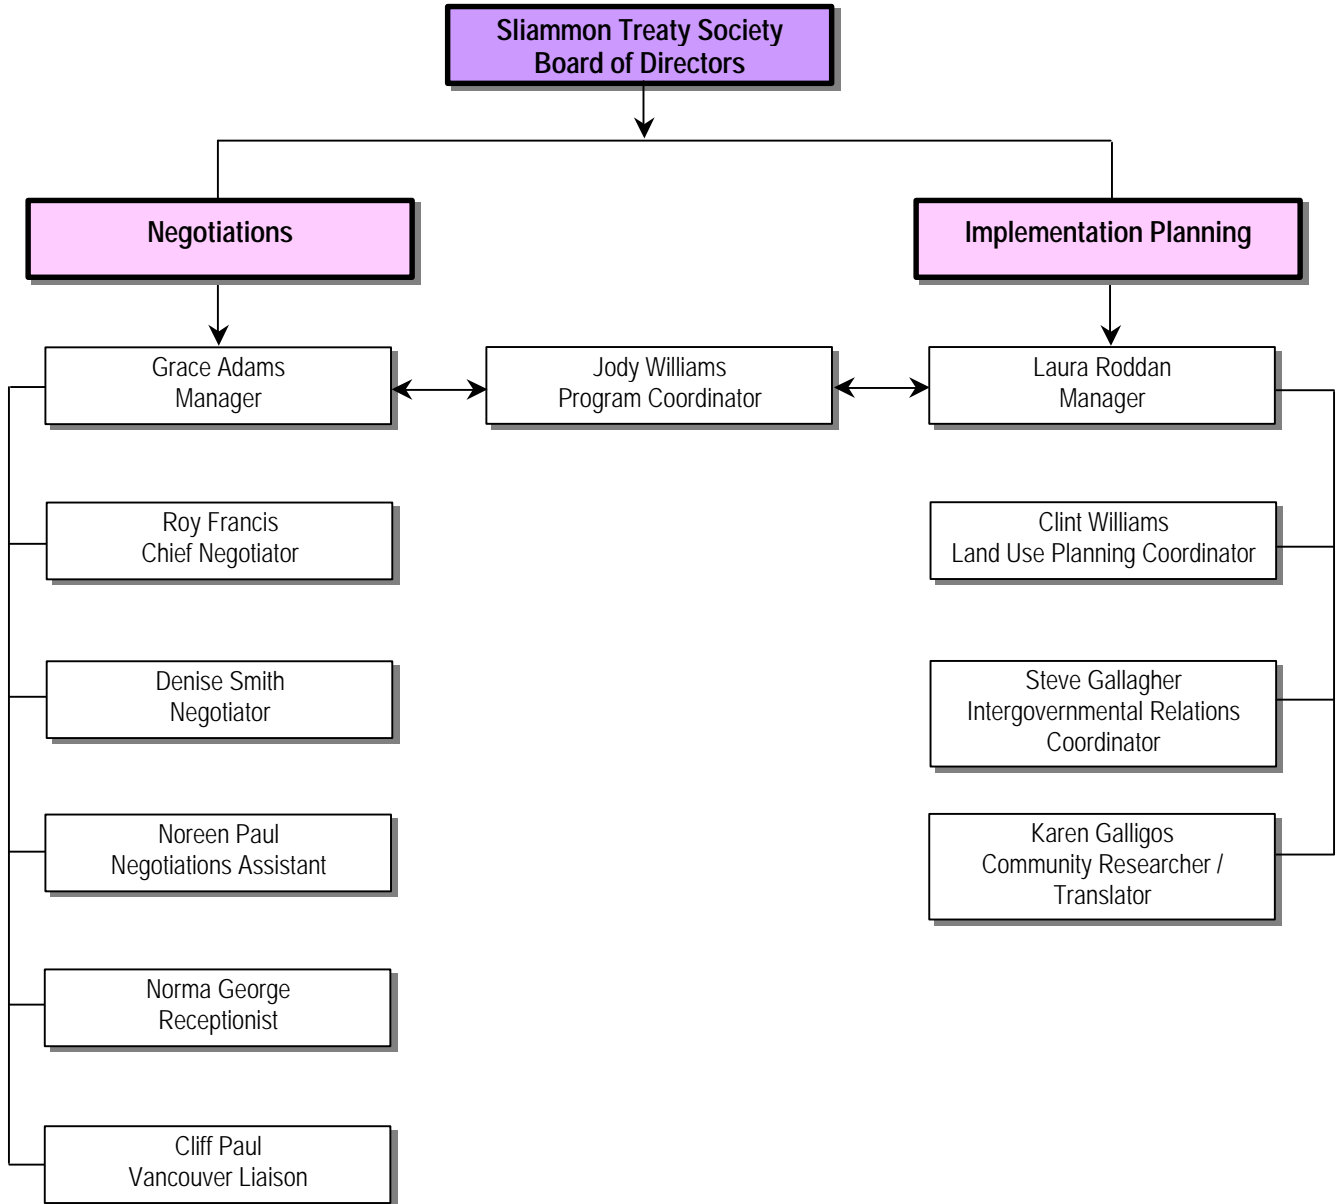 Sliammon Treaty Society
Board of Directors
Negotiations
Implementation Planning
Grace Adams
Manager
Jody Williams
Program Coordinator
Laura Roddan
Manager
Roy Francis
Chief Negotiator
Clint Williams
Land Use Planning Coordinator
Denise Smith
Negotiator
Steve Gallagher
Intergovernmental Relations
Coordinator
Noreen Paul
Negotiations Assistant
Karen Galligos
Community Researcher /
Translator
Norma George
Receptionist
Cliff Paul
Vancouver Liaison